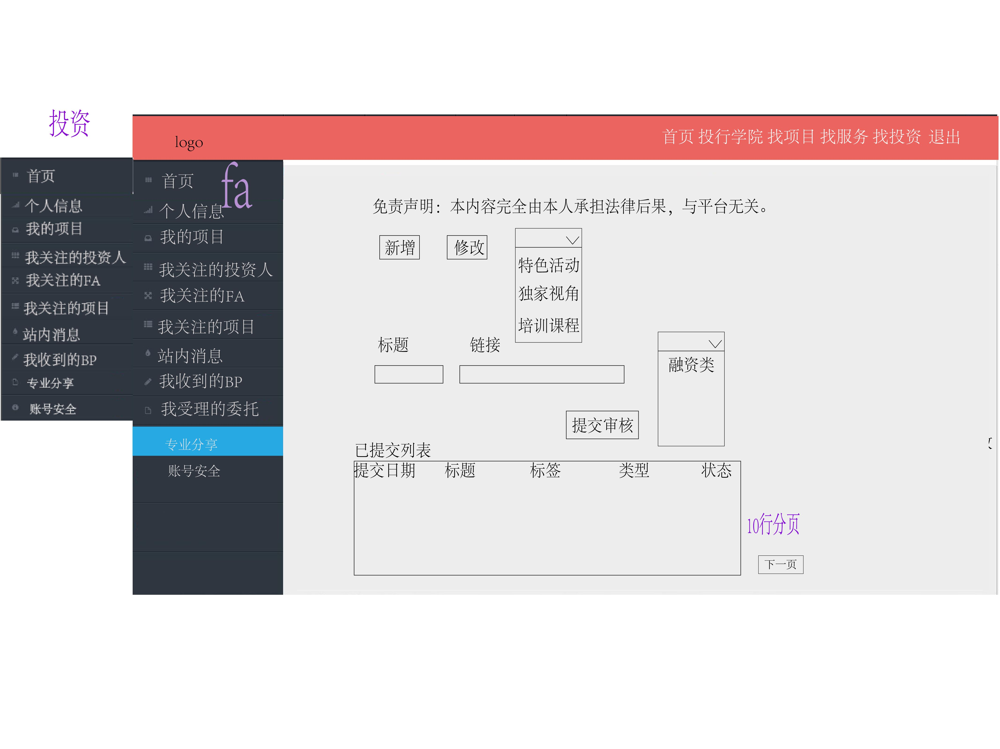 投资
logo
首页 投行学院 找项目 找服务 找投资 退出
首页
个人信息
我的项目
我关注的投资人
我关注的FA
我关注的项目
站内消息
我收到的BP
专业分享
账号安全
fa
首页
个人信息
我的项目
我关注的投资人
我关注的FA
我关注的项目
站内消息
我收到的BP
我受理的委托
专业分享
账号安全
免责声明：本内容完全由本人承担法律后果，与平台无关。
新增 修改
特色活动
独家视角
培训课程
标题 链接
融资类
提交审核
已提交列表
提交日期 标题 标签 类型 状态
10行分页
下一页